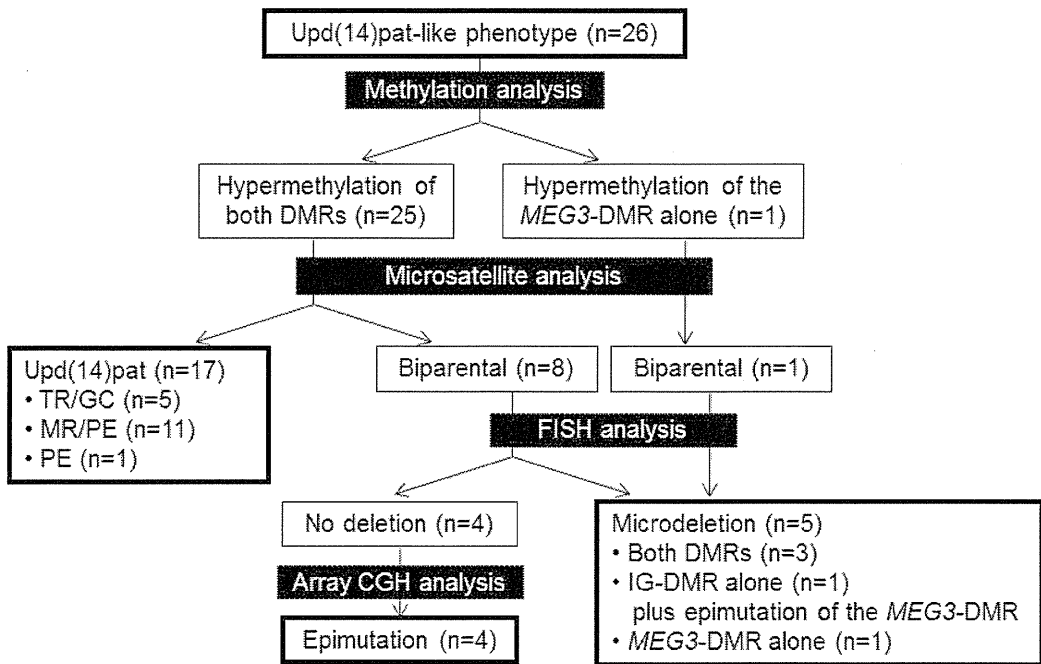 Upd(14)pat-like phenotype (n=26)
Methylation analysis
Hypermethylation of
both DMRs (n=25)
Hypermethylation of the
MEG3-DMR alone (n=1)
Microsatellite analysis
Upd(14)pat (n=17)
• TR/GC (n=5)
• MR/PE (n=11)
• PE (n=1)
Biparental (n=8)
Biparental (n=1)
FISH analysis
No deletion (n=4)
Microdeletion (n=5)
• Both DMRs (n=3)
• IG-DMR alone (n=1)
plus epimutation of the MEG3-DMR
• MEG3-DMR alone (n=1)
Array CGH analysis
Epimutation (n=4)